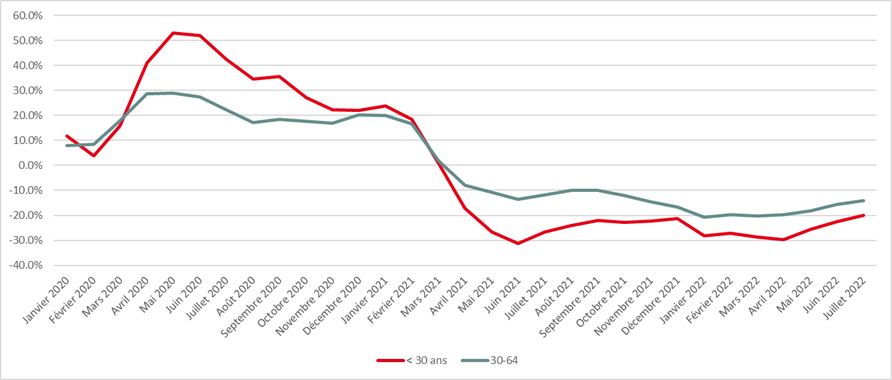 60.0%
50.0%
40.0%
30.0%
20.0%
10.0%
0.0%
-10.0%
-20.0%
-30.0%
-40.0%
Janvier 2020
Février 2020
Mars 2020
Avril 2020
Mai 2020
Juin 2020
Juillet 2020
Août 2020
Septembre 2020
Octobre 2020
Novembre 2020
Décembre 2020
Janvier 2021
Février 2021
Mars 2021
Avril 2021
Mai 2021
Juin 2021
Juillet 2021
Août 2021
Septembre 2021
Octobre 2021
Novembre 2021
Décembre 2021
Janvier 2022
Février 2022
Mars 2022
Avril 2022
Mai 2022
Juin 2022
Juillet 2022
< 30 ans
30-64